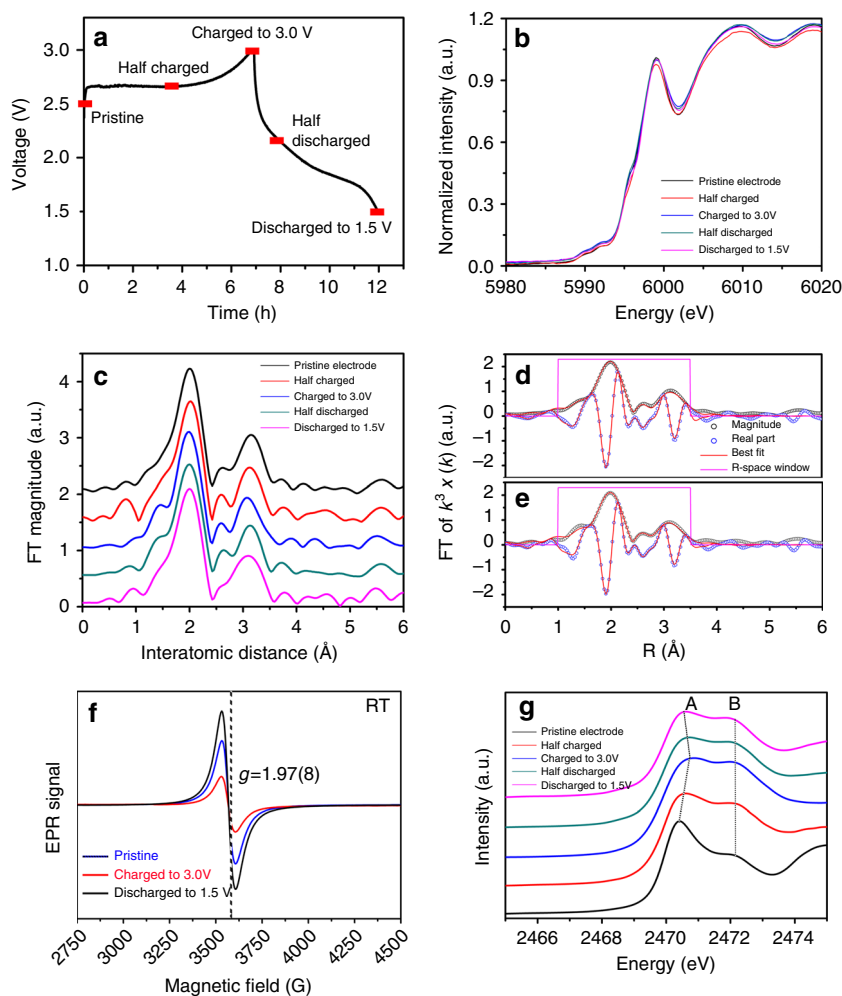 a
Charged to 3.0 V
Half charged
Pristine
Half
discharged
Discharged to 1.5 V
Voltage (V)
3.0
2.5
2.0
1.5
1.0
0 2 4 6 8 10 12
Time (h)
b
Normalized intensity (a.u.)
1.2
0.9
0.6
0.3
0.0
Pristine electrode
Half charged
Charged to 3.0V
Half discharged
Discharged to 1.5V
5980 5990 6000 6010 6020
Energy (eV)
c
FT magnitude (a.u.)
4
3
2
1
0
Pristine electrode
Half charged
Charged to 3.0V
Half discharged
Discharged to 1.5V
0 1 2 3 4 5 6
Interatomic distance (Å)
d
FT of k³ x (k)
2
1
0
−1
−2
Magnitude
Real part
Best fit
R-space window
e
2
1
0
−1
−2
0 1 2 3 4 5 6
R (Å)
f
RT
g=1.97(8)
EPR signal
Pristine
Charged to 3.0V
Discharged to 1.5 V
2750 3000 3250 3500 3750 4000 4250 4500
Magnetic field (G)
g
A B
Intensity (a.u.)
Pristine electrode
Half charged
Charged to 3.0V
Half discharged
Discharged to 1.5V
2466 2468 2470 2472 2474
Energy (eV)